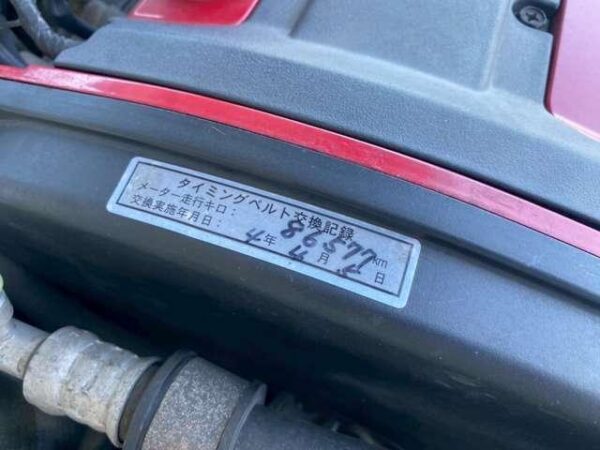 タイミングベルト交換記録
メーター走行キロ： 86577km
交換実施年月日： 4年 4月 5日